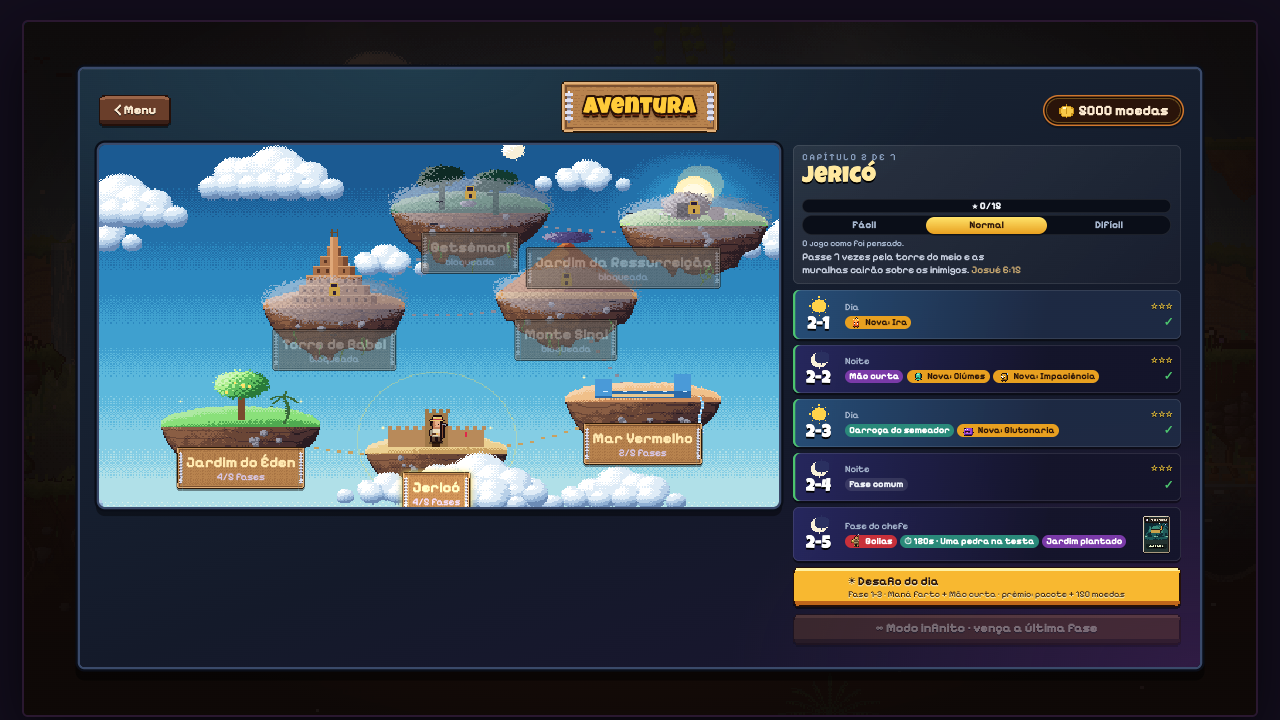 Menu
AVENTURA
8000 moedas
Getsêmani
bloqueada
Jardim da Ressurreição
bloqueada
Torre de Babel
bloqueada
Monte Sinai
bloqueada
Jardim do Éden
4/5 fases
Jericó
4/5 fases
Mar Vermelho
2/5 fases
CAPÍTULO 2 DE 7
JERICÓ
★ 0/15
Fácil
Normal
Difícil
O jogo como foi pensado.
Passe 7 vezes pela torre do meio e as
muralhas cairão sobre os inimigos. Josué 6:15
2-1
Dia
Nova: Ira
☆☆☆
✓
2-2
Noite
Mão curta
Nova: Ciúmes
Nova: Impaciência
☆☆☆
✓
2-3
Dia
Carroça do semeador
Nova: Glutonaria
☆☆☆
✓
2-4
Noite
Fase comum
☆☆☆
✓
2-5
Fase do chefe
Golias
180s · Uma pedra na testa
Jardim plantado
☀ Desafio do dia
Fase 1-3 · Maná farto + Mão curta · prêmio: pacote + 150 moedas
∞ Modo infinito · vença a última fase